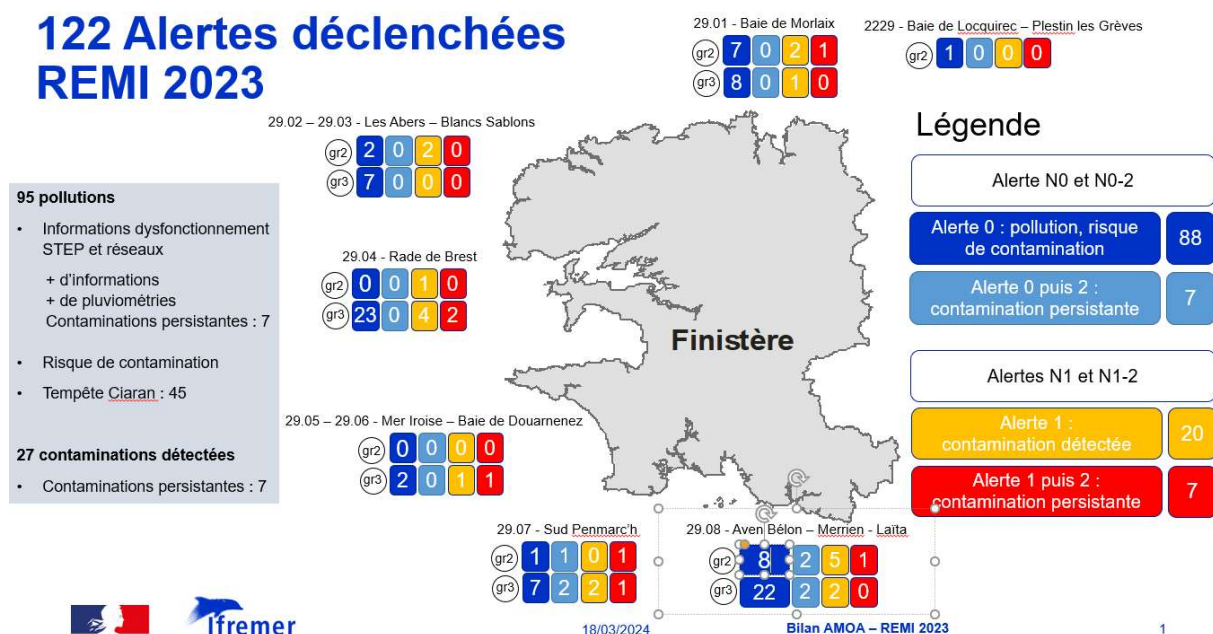 122 Alertes déclenchées
REMI 2023
29.01 - Baie de Morlaix
gr2 7 0 2 1
gr3 8 0 1 0
2229 - Baie de Locquirec – Plestin les Grèves
gr2 1 0 0 0
29.02 – 29.03 - Les Abers – Blancs Sablons
gr2 2 0 2 0
gr3 7 0 0 0
Légende
Alerte N0 et N0-2
Alerte 0 : pollution, risque
de contamination
88
Alerte 0 puis 2 :
contamination persistante
7
Alertes N1 et N1-2
Alerte 1 :
contamination détectée
20
Alerte 1 puis 2 :
contamination persistante
7
95 pollutions
• Informations dysfonctionnement
STEP et réseaux
+ d'informations
+ de pluviométries
Contaminations persistantes : 7
• Risque de contamination
• Tempête Ciaran : 45
27 contaminations détectées
• Contaminations persistantes : 7
29.04 - Rade de Brest
gr2 0 0 1 0
gr3 23 0 4 2
Finistère
29.05 – 29.06 - Mer Iroise – Baie de Douarnenez
gr2 0 0 0 0
gr3 2 0 1 1
29.07 - Sud Penmarc'h
gr2 1 1 0 1
gr3 7 2 2 1
29.08 - Aven Bélon – Merrien - Laïta
gr2 8 2 5 1
gr3 22 2 2 0
Ifremer
18/03/2024
Bilan AMOA – REMI 2023
1